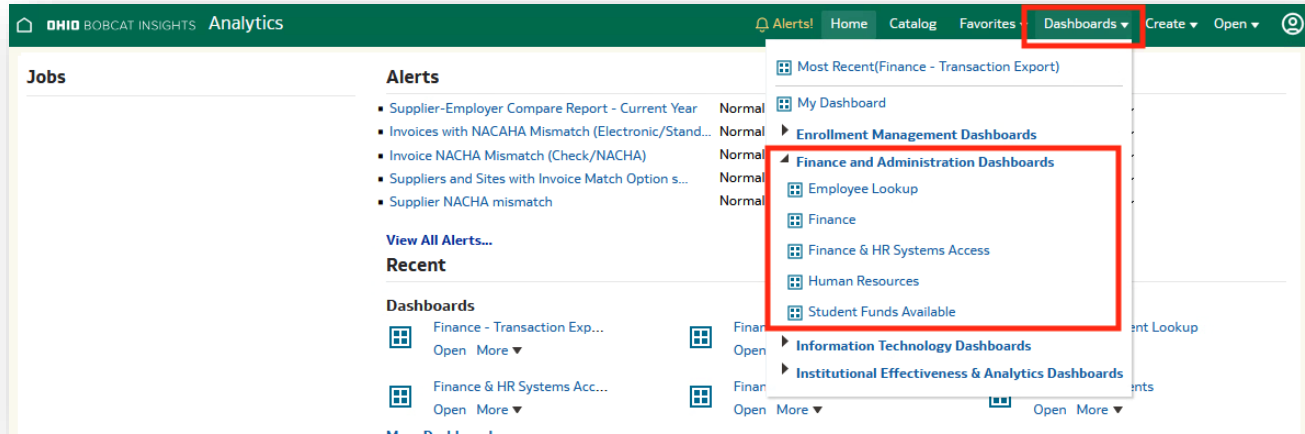 OHIO BOBCAT INSIGHTS Analytics
Alerts! Home Catalog Favorites Dashboards Create Open
Jobs
Alerts
Supplier-Employer Compare Report - Current Year Normal
Invoices with NACAHA Mismatch (Electronic/Stand... Normal
Invoice NACHA Mismatch (Check/NACHA) Normal
Suppliers and Sites with Invoice Match Option s... Normal
Supplier NACHA mismatch Normal
View All Alerts...
Recent
Dashboards
Finance - Transaction Exp...
Open More
Finance & HR Systems Acc...
Open More
Open
Open More
Lookup
Open More
Most Recent(Finance - Transaction Export)
My Dashboard
Enrollment Management Dashboards
Finance and Administration Dashboards
Employee Lookup
Finance
Finance & HR Systems Access
Human Resources
Student Funds Available
Information Technology Dashboards
Institutional Effectiveness & Analytics Dashboards